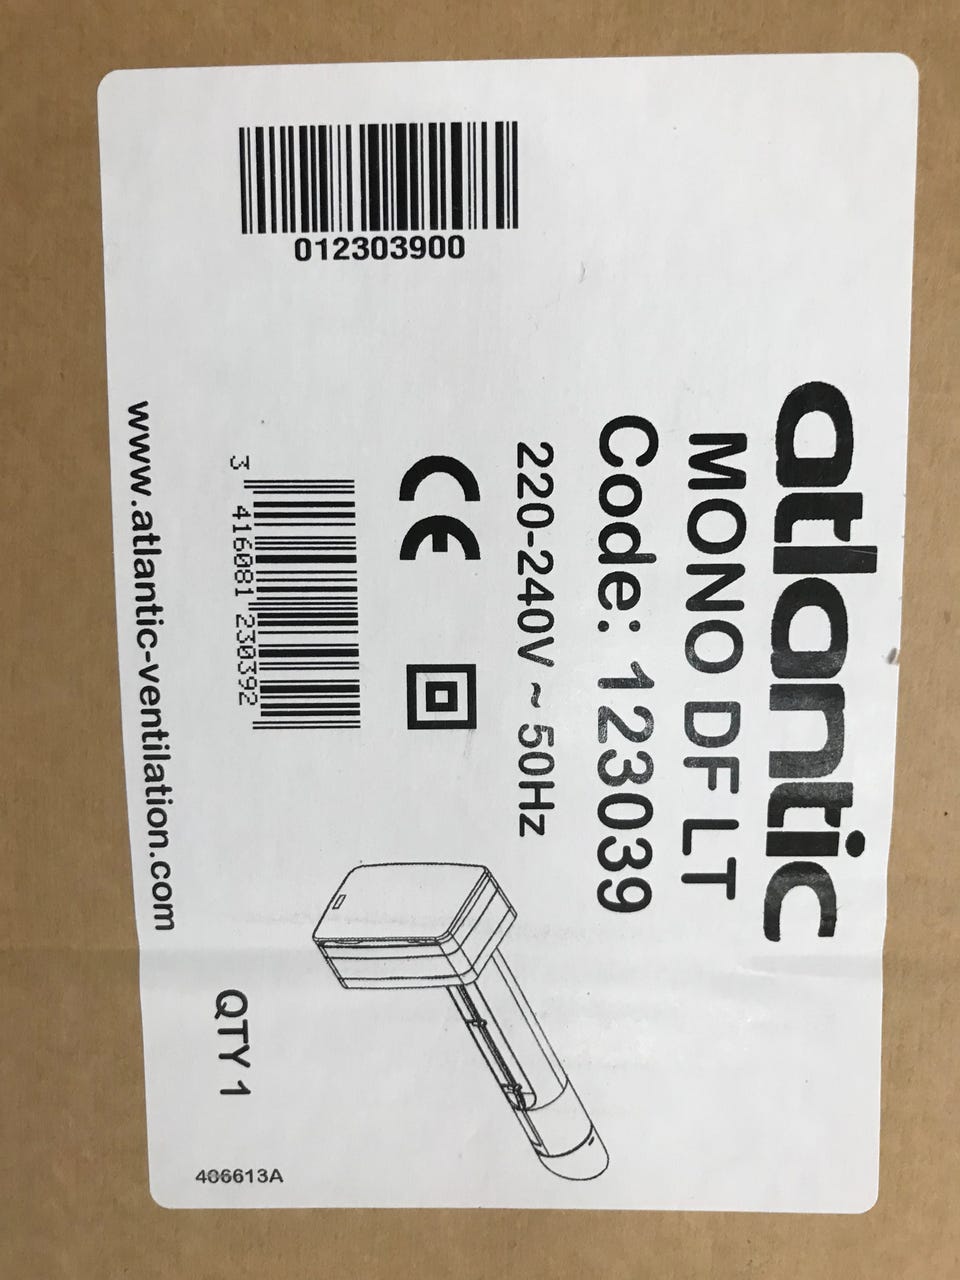 atlantic
MONO DF LT
Code: 123039
220-240V ~ 50Hz
CE
3 416081 230392
www.atlantic-ventilation.com
QTY 1
012303900
406613A